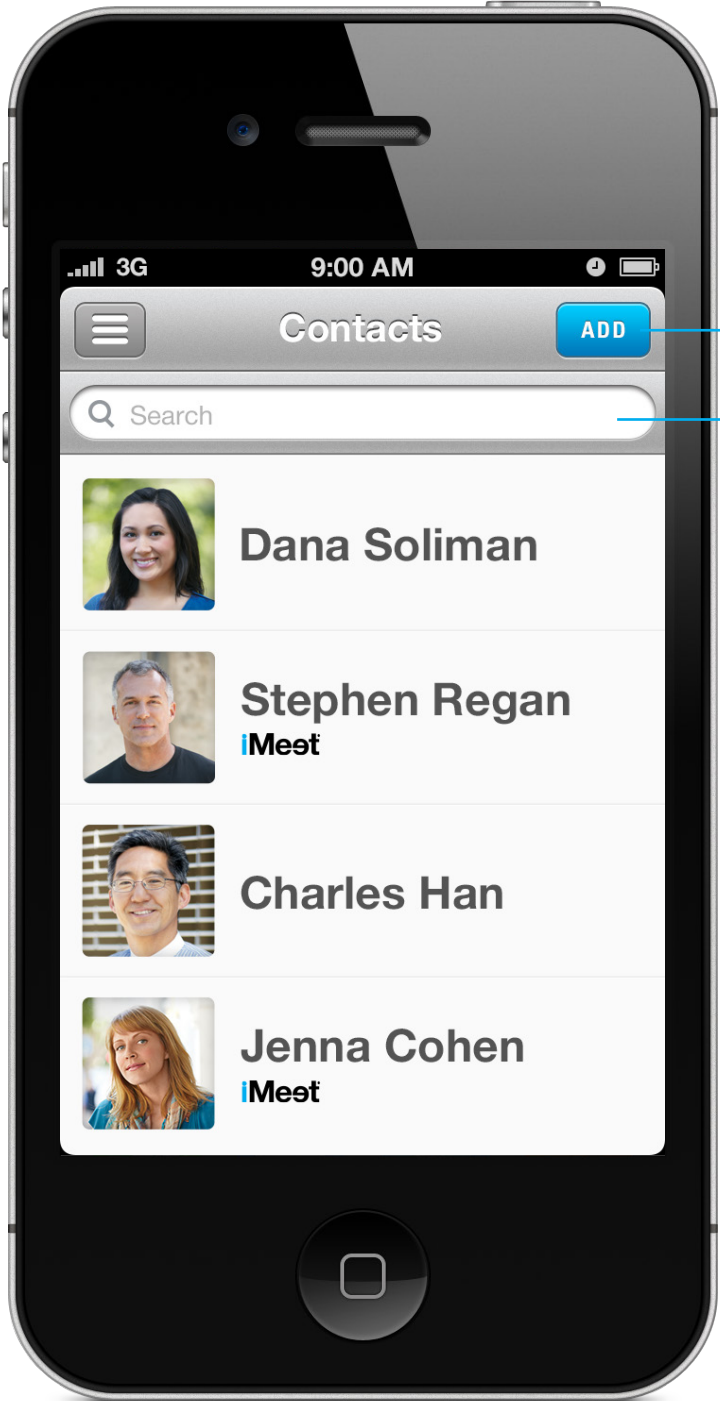 3G 9:00 AM
Contacts ADD
Search
Dana Soliman
Stephen Regan
iMeet
Charles Han
Jenna Cohen
iMeet